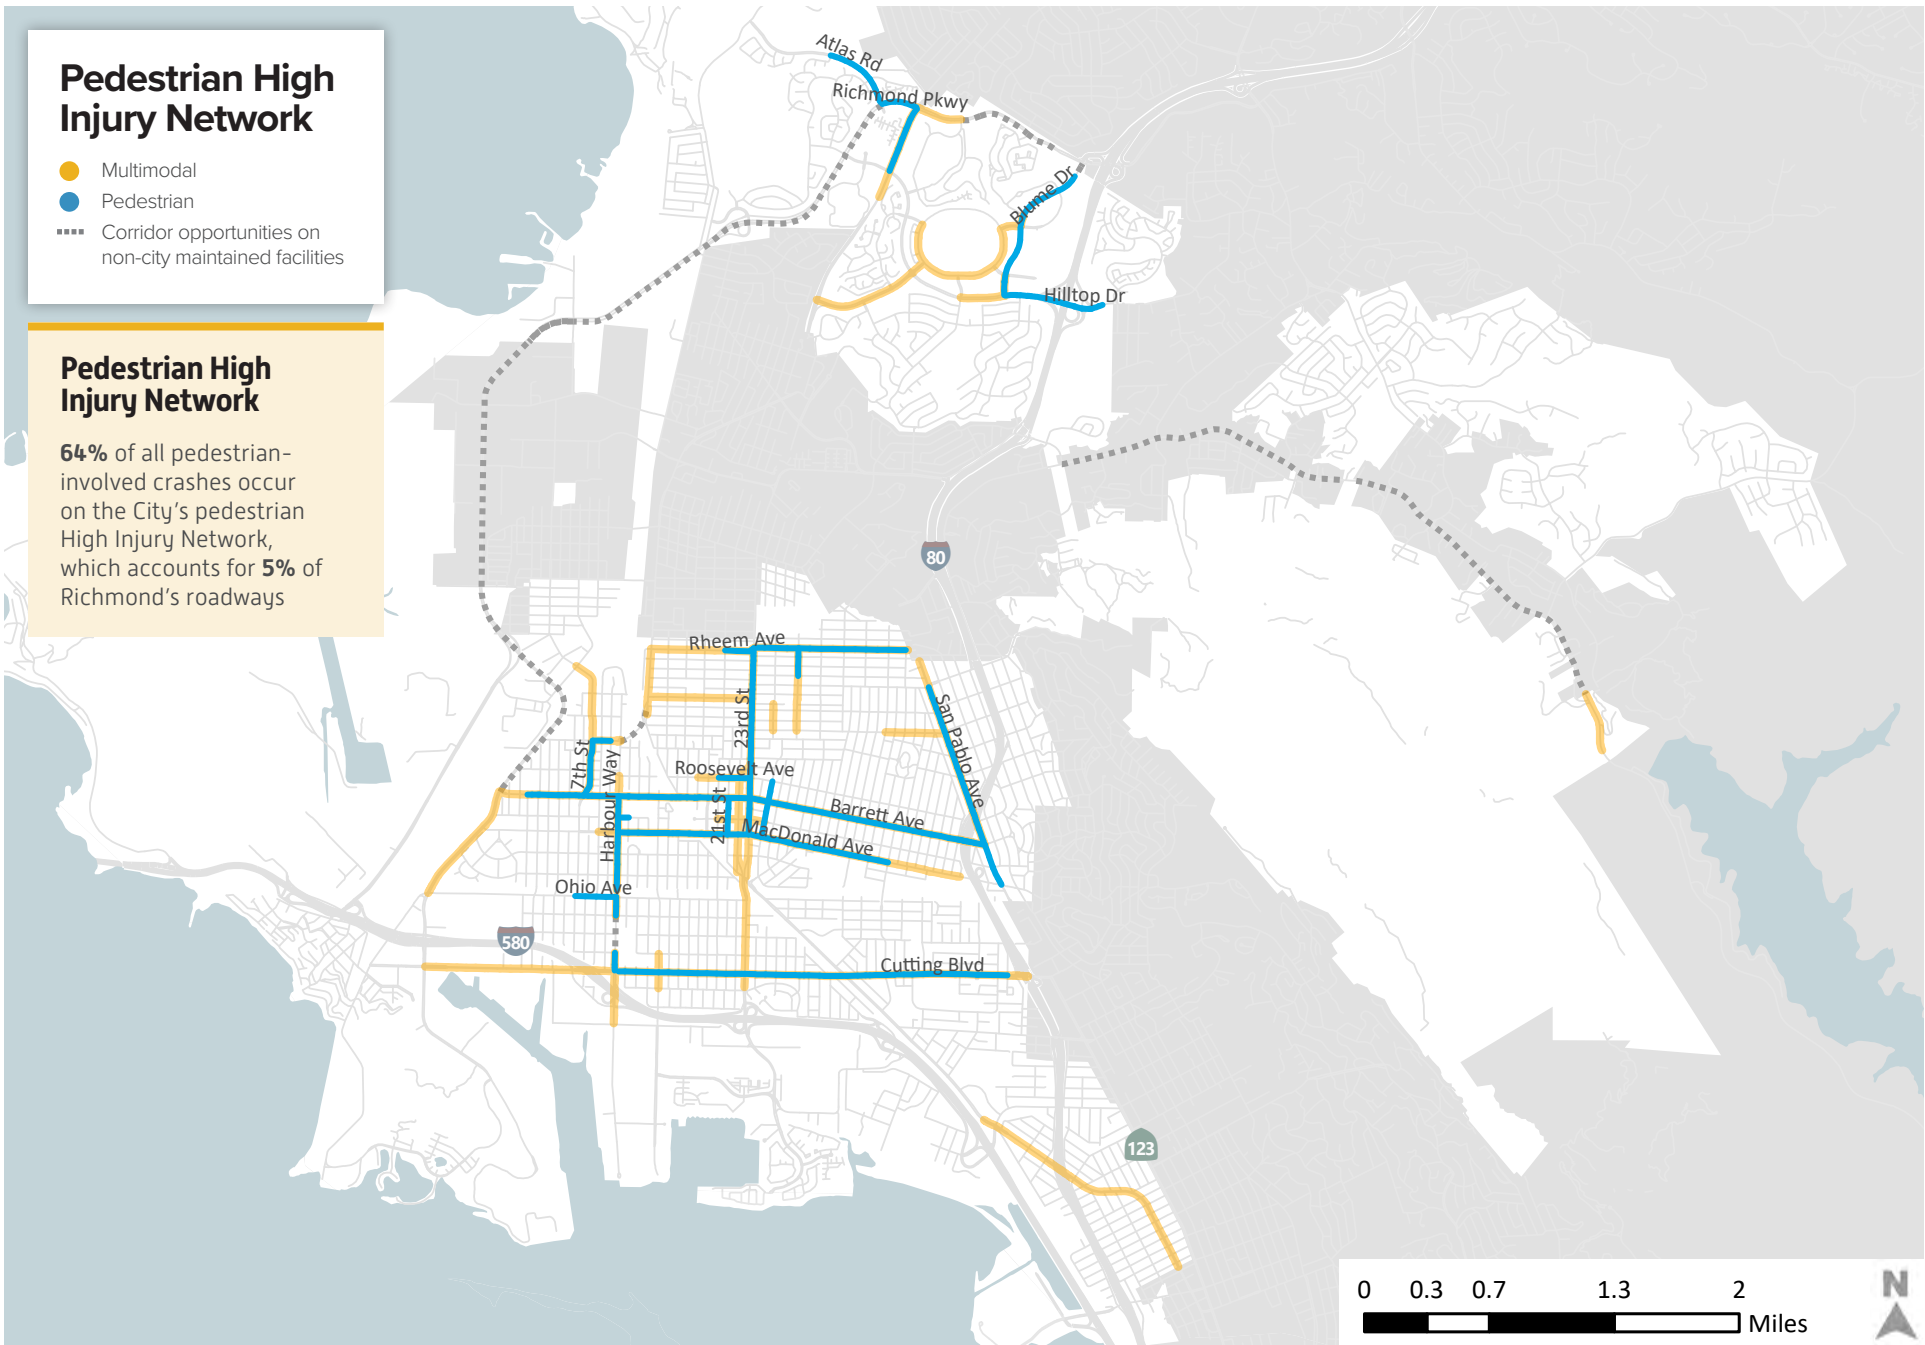 Pedestrian High
Injury Network
Multimodal
Pedestrian
Corridor opportunities on
non-city maintained facilities
Pedestrian High
Injury Network
64% of all pedestrian-
involved crashes occur
on the City's pedestrian
High Injury Network,
which accounts for 5% of
Richmond's roadways
Atlas Rd
Richmond Pkwy
Blume Dr
Hilltop Dr
80
Rheem Ave
23rd St
San Pablo Ave
7th St
Harbour Way
Roosevelt Ave
21st St
Barrett Ave
MacDonald Ave
Ohio Ave
580
Cutting Blvd
123
0 0.3 0.7 1.3 2
Miles
N